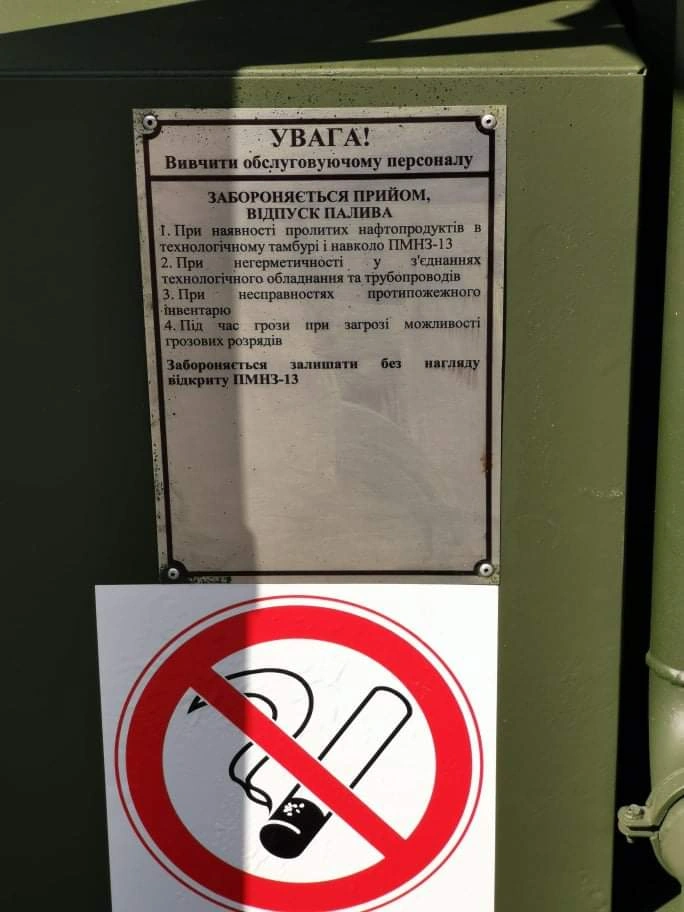 УВАГА!
Вивчити обслуговуючому персоналу
ЗАБОРОНЯЄТЬСЯ ПРИЙОМ,
ВІДПУСК ПАЛИВА
1. При наявності пролитих нафтопродуктів в
технологічному тамбурі і навколо ПМНЗ-13
2. При негерметичності у з'єднаннях
технологічного обладнання та трубопроводів
3. При несправностях протипожежного
інвентарю
4. Під час грози при загрозі можливості
грозових розрядів
Забороняється залишати без нагляду
відкриту ПМНЗ-13